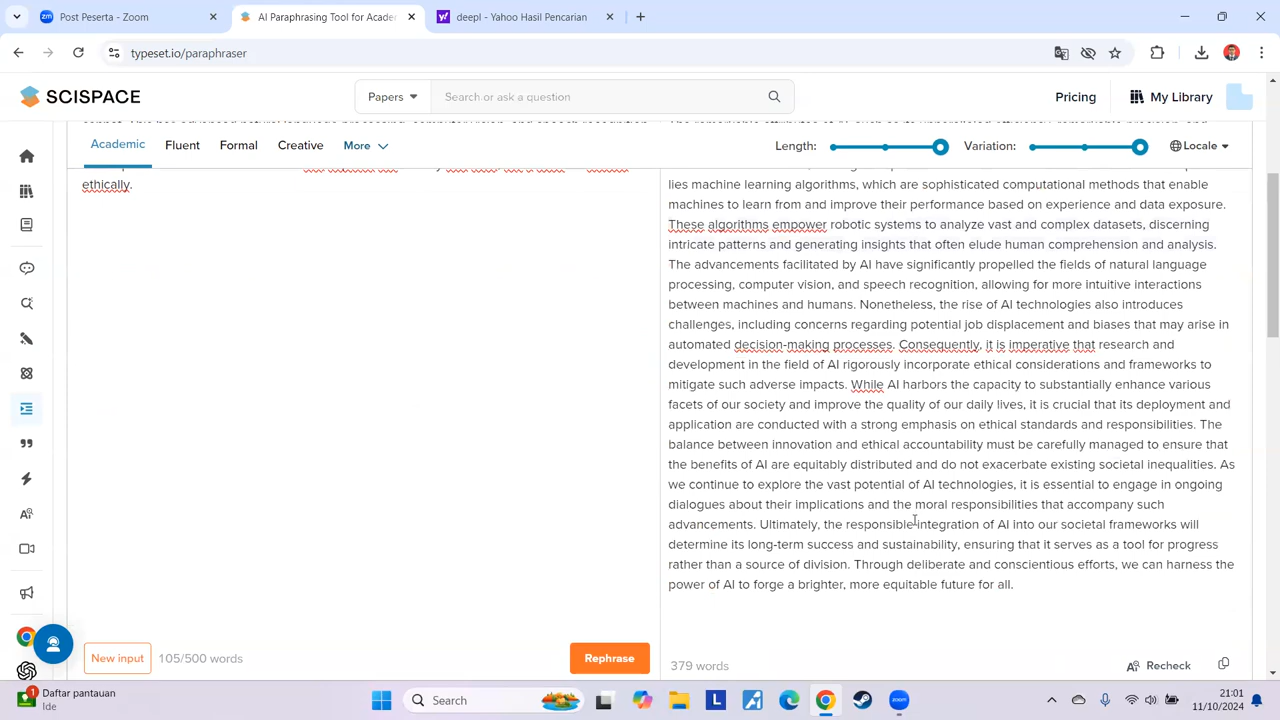 Post Peserta - Zoom
AI Paraphrasing Tool for Acade
deepl - Yahoo Hasil Pencarian
typeset.io/paraphraser
SCISPACE
Papers
Search or ask a question
Pricing
My Library
Academic
Fluent
Formal
Creative
More
Length:
Variation:
Locale
ethically.
lies machine learning algorithms, which are sophisticated computational methods that enable
machines to learn from and improve their performance based on experience and data exposure.
These algorithms empower robotic systems to analyze vast and complex datasets, discerning
intricate patterns and generating insights that often elude human comprehension and analysis.
The advancements facilitated by AI have significantly propelled the fields of natural language
processing, computer vision, and speech recognition, allowing for more intuitive interactions
between machines and humans. Nonetheless, the rise of AI technologies also introduces
challenges, including concerns regarding potential job displacement and biases that may arise in
automated decision-making processes. Consequently, it is imperative that research and
development in the field of AI rigorously incorporate ethical considerations and frameworks to
mitigate such adverse impacts. While AI harbors the capacity to substantially enhance various
facets of our society and improve the quality of our daily lives, it is crucial that its deployment and
application are conducted with a strong emphasis on ethical standards and responsibilities. The
balance between innovation and ethical accountability must be carefully managed to ensure that
the benefits of AI are equitably distributed and do not exacerbate existing societal inequalities. As
we continue to explore the vast potential of AI technologies, it is essential to engage in ongoing
dialogues about their implications and the moral responsibilities that accompany such
advancements. Ultimately, the responsible integration of AI into our societal frameworks will
determine its long-term success and sustainability, ensuring that it serves as a tool for progress
rather than a source of division. Through deliberate and conscientious efforts, we can harness the
power of AI to forge a brighter, more equitable future for all.
New input
105/500 words
Rephrase
379 words
Recheck
1
Daftar pantauan
Ide
Search
21:01
11/10/2024